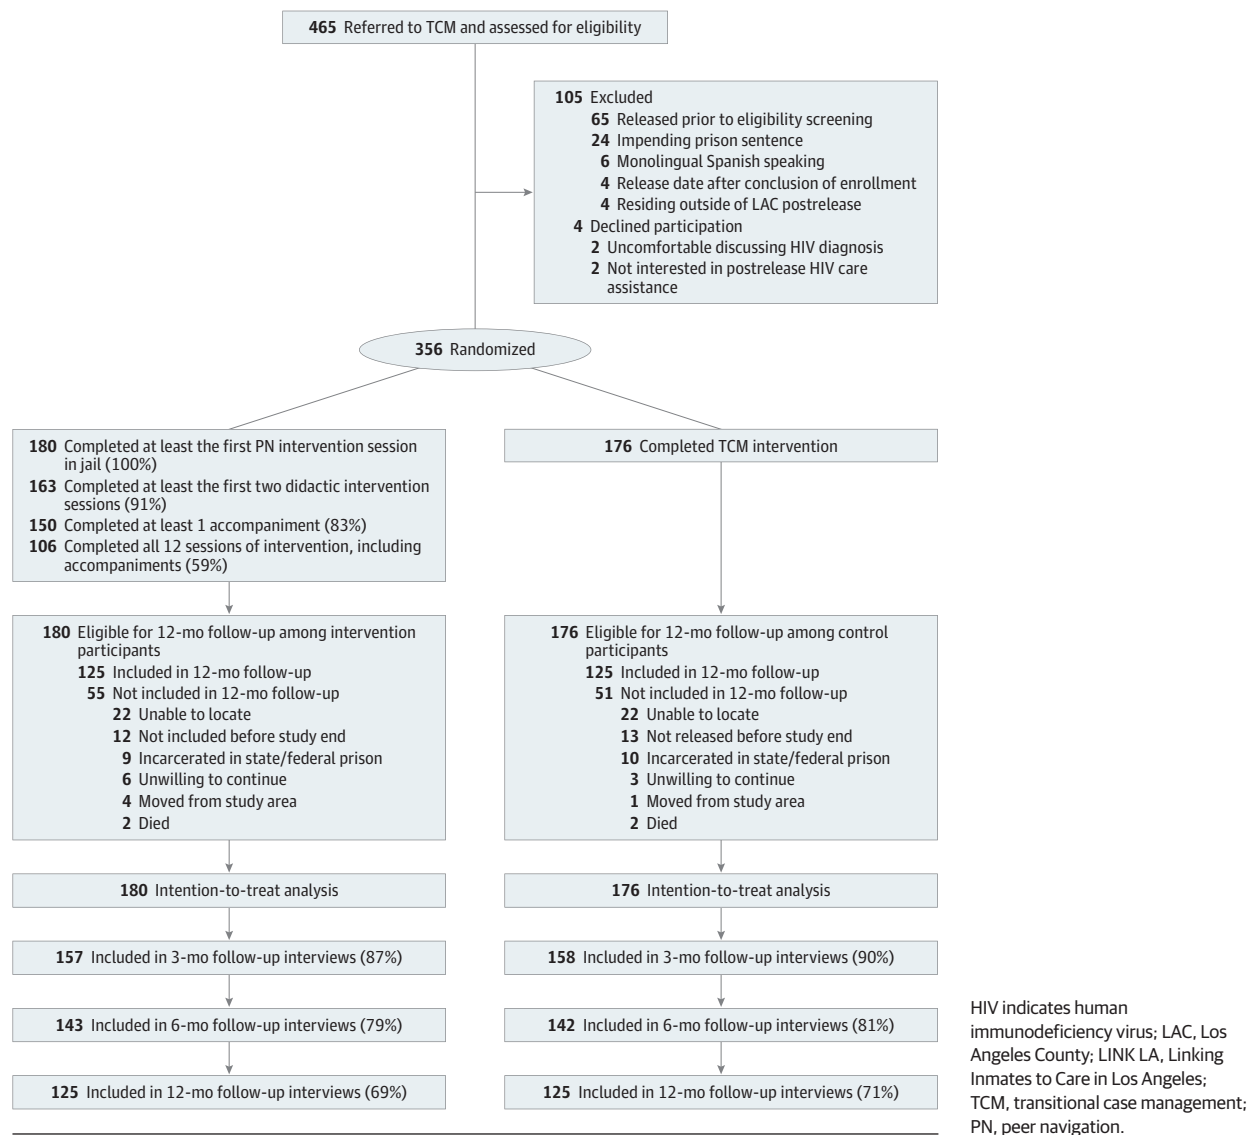 465 Referred to TCM and assessed for eligibility
105 Excluded
65 Released prior to eligibility screening
24 Impending prison sentence
6 Monolingual Spanish speaking
4 Release date after conclusion of enrollment
4 Residing outside of LAC postrelease
4 Declined participation
2 Uncomfortable discussing HIV diagnosis
2 Not interested in postrelease HIV care
assistance
356 Randomized
180 Completed at least the first PN intervention session
in jail (100%)
163 Completed at least the first two didactic intervention
sessions (91%)
150 Completed at least 1 accompaniment (83%)
106 Completed all 12 sessions of intervention, including
accompaniments (59%)
176 Completed TCM intervention
180 Eligible for 12-mo follow-up among intervention
participants
125 Included in 12-mo follow-up
55 Not included in 12-mo follow-up
22 Unable to locate
12 Not included before study end
9 Incarcerated in state/federal prison
6 Unwilling to continue
4 Moved from study area
2 Died
176 Eligible for 12-mo follow-up among control
participants
125 Included in 12-mo follow-up
51 Not included in 12-mo follow-up
22 Unable to locate
13 Not released before study end
10 Incarcerated in state/federal prison
3 Unwilling to continue
1 Moved from study area
2 Died
180 Intention-to-treat analysis
176 Intention-to-treat analysis
157 Included in 3-mo follow-up interviews (87%)
158 Included in 3-mo follow-up interviews (90%)
143 Included in 6-mo follow-up interviews (79%)
142 Included in 6-mo follow-up interviews (81%)
125 Included in 12-mo follow-up interviews (69%)
125 Included in 12-mo follow-up interviews (71%)
HIV indicates human
immunodeficiency virus; LAC, Los
Angeles County; LINK LA, Linking
Inmates to Care in Los Angeles;
TCM, transitional case management;
PN, peer navigation.